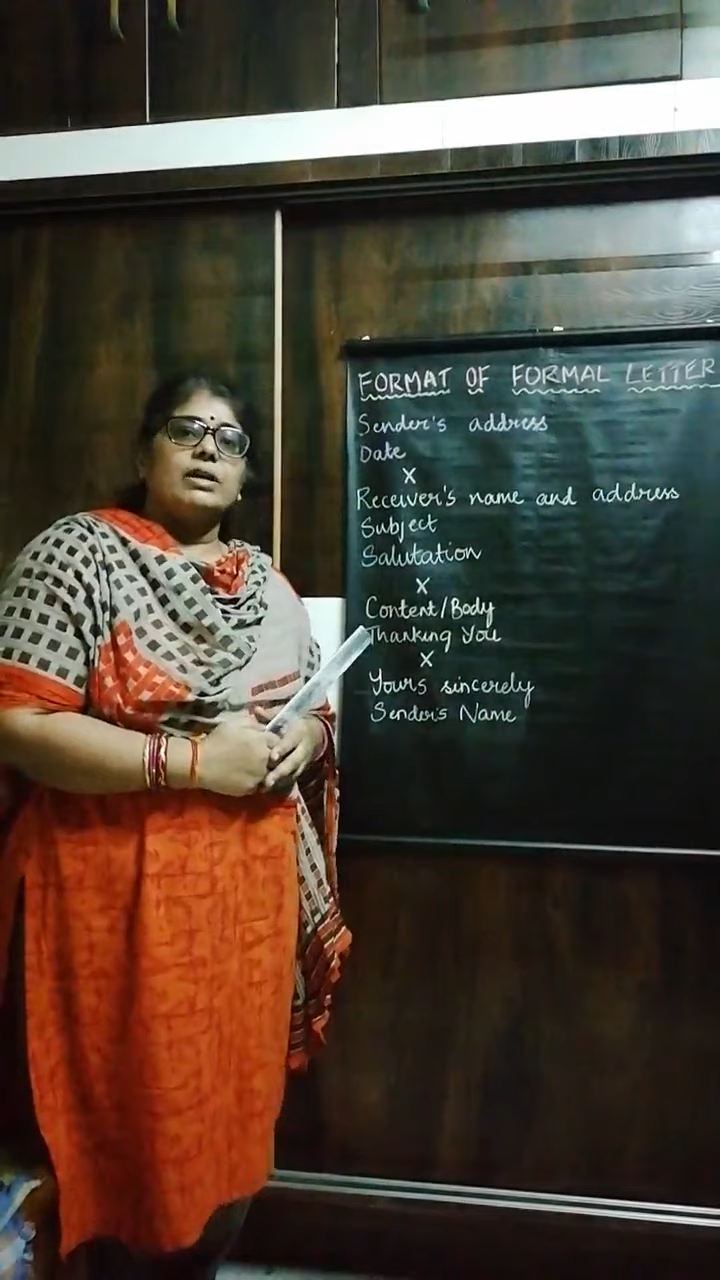 FORMAT OF FORMAL LETTER
Sender's address
Date
X
Receiver's name and address
Subject
Salutation
X
Content/Body
Thanking You
X
Yours sincerely
Sender's Name